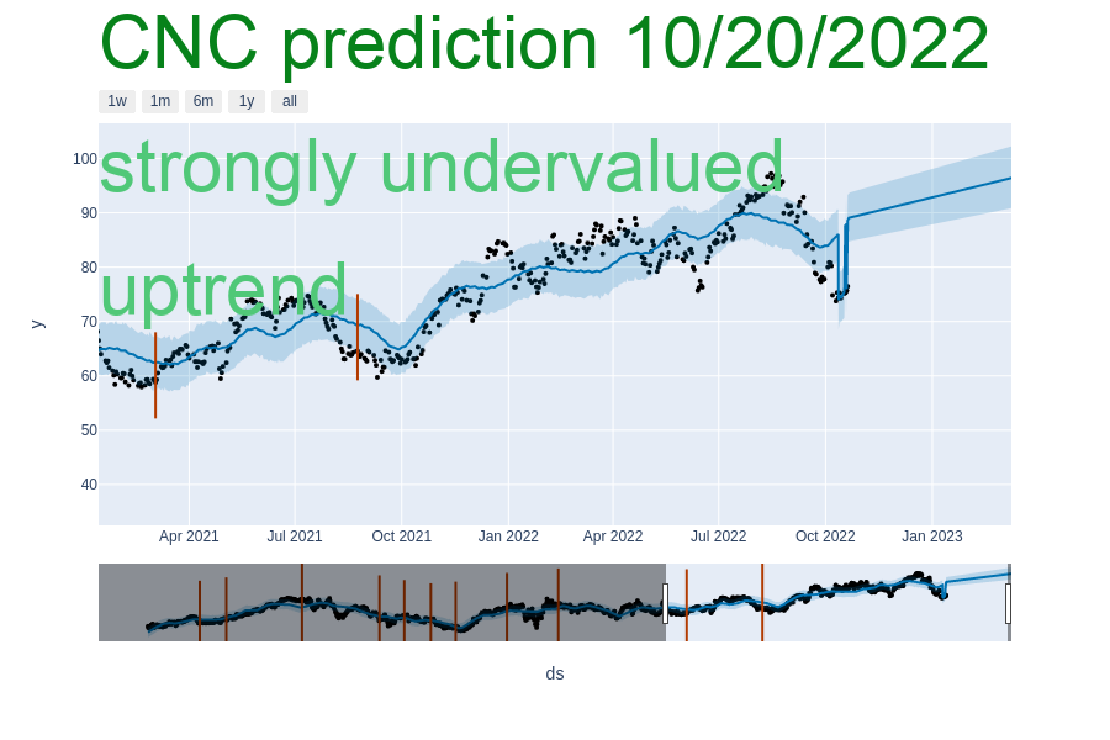 CNC prediction 10/20/2022
1w 1m 6m 1y all
strongly undervalued
uptrend
100
90
80
70
60
50
40
y
Apr 2021 Jul 2021 Oct 2021 Jan 2022 Apr 2022 Jul 2022 Oct 2022 Jan 2023
ds